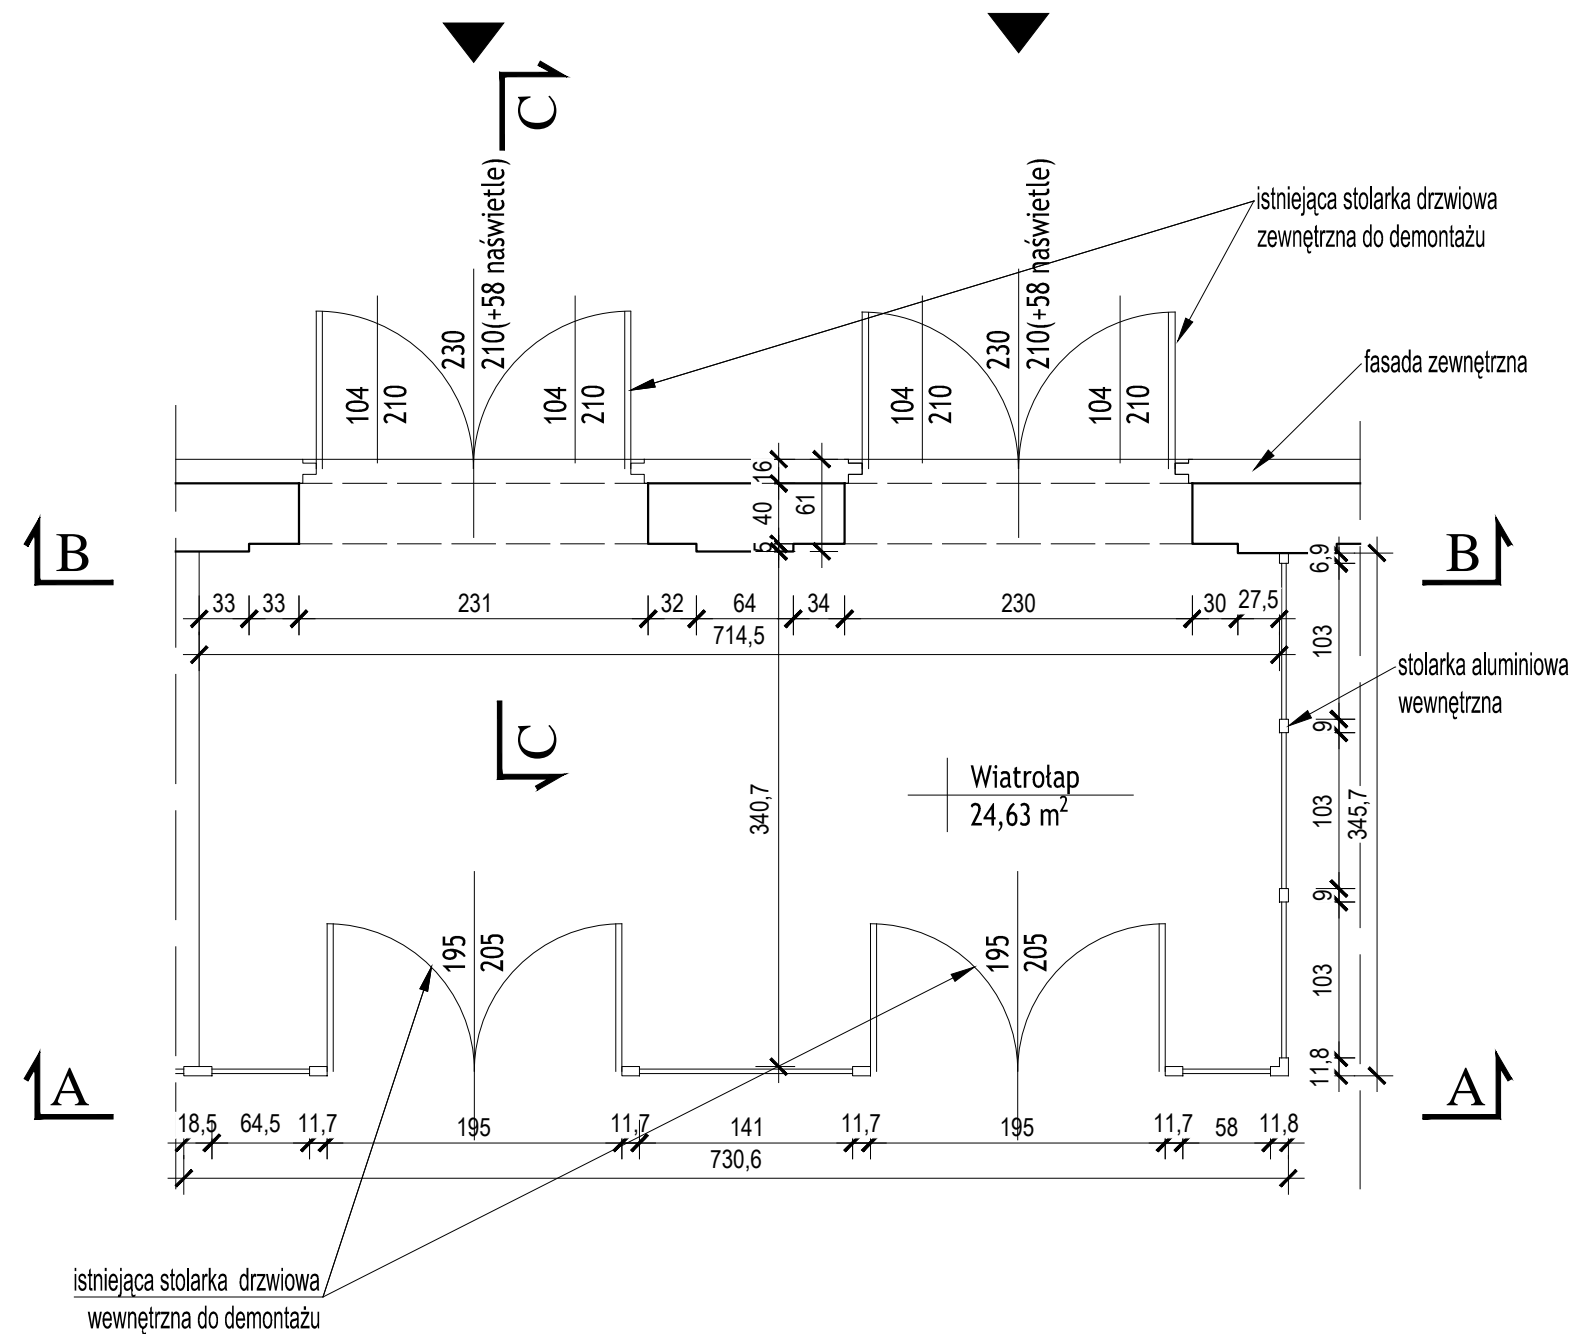 C
210(+58 naświetle)
230
210(+58 naświetle)
230
istniejąca stolarka drzwiowa
zewnętrzna do demontażu
fasada zewnętrzna
104
210
104
210
104
210
104
210
16
40
5
61
B
B
6,9
33
33
231
32
64
34
230
30
27,5
714,5
103
stolarka aluminiowa
wewnętrzna
9
C
Wiatrołap
24,63 m²
340,7
103
345,7
9
195
205
195
205
103
11,8
A
A
18,5
64,5
11,7
195
11,7
141
11,7
195
11,7
58
11,8
730,6
istniejąca stolarka drzwiowa
wewnętrzna do demontażu